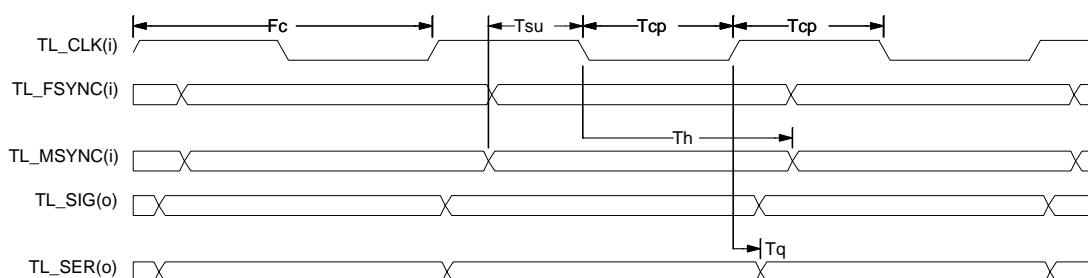 Fc Tsu Tcp Tcp
TL_CLK(i)
TL_FSYNC(i)
Th
TL_MSYNC(i)
TL_SIG(o)
Tq
TL_SER(o)